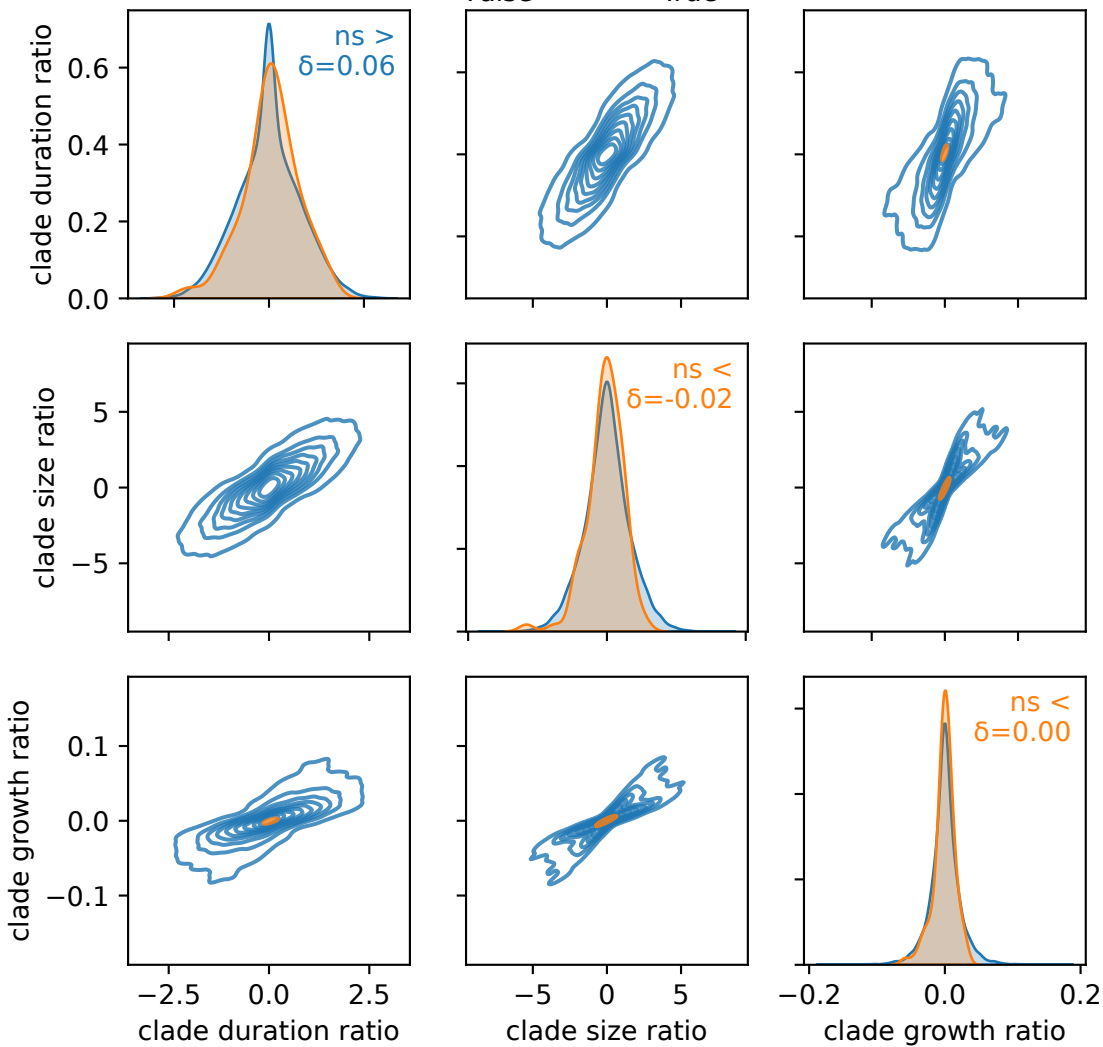 clade duration ratio
0.6
0.4
0.2
0.0
ns >
δ=0.06
clade size ratio
5
0
−5
ns <
δ=-0.02
clade growth ratio
0.1
0.0
−0.1
ns <
δ=0.00
−2.5 0.0 2.5
−5 0 5
−0.2 0.0 0.2
clade duration ratio
clade size ratio
clade growth ratio